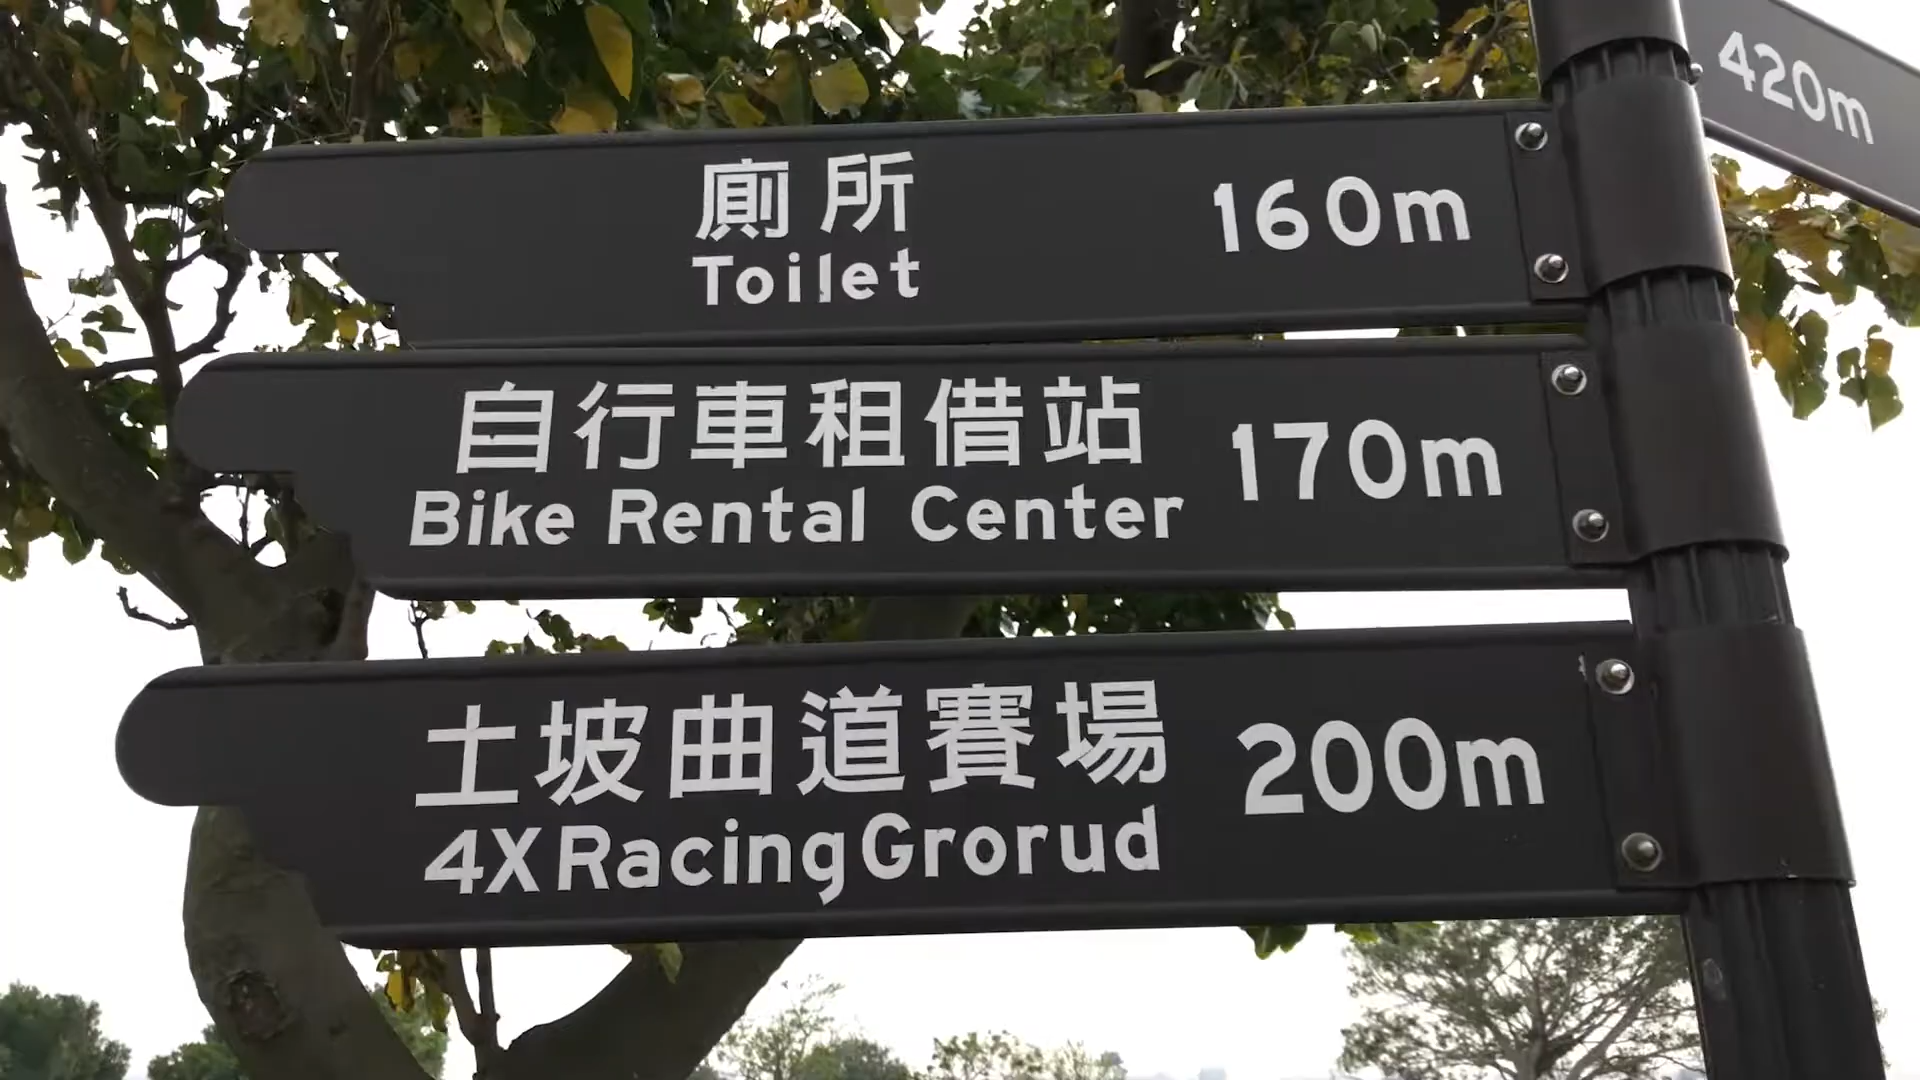 420m
廁所
Toilet
160m
自行車租借站
Bike Rental Center
170m
土坡曲道賽場
4X Racing Grorud
200m